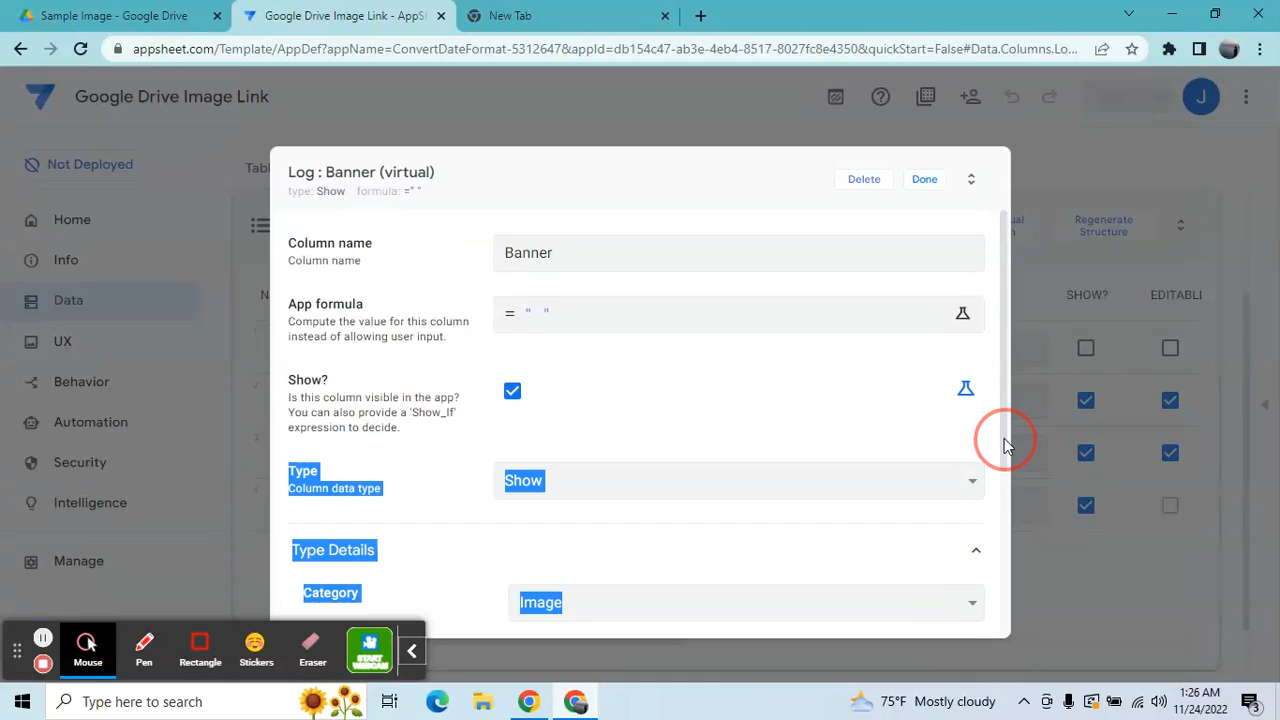 Sample Image - Google Drive
Google Drive Image Link - AppSh
New Tab
appsheet.com/Template/AppDef?appName=ConvertDateFormat-5312647&appId=db154c47-ab3e-4eb4-8517-8027fc8e4350&quickStart=False#Data.Columns.Lo...
Google Drive Image Link
J
Not Deployed
Home
Info
Data
UX
Behavior
Automation
Security
Intelligence
Manage
Regenerate
Structure
SHOW?
EDITABL
Log : Banner (virtual)
type: Show formula: =" "
Delete
Done
Column name
Column name
Banner
App formula
Compute the value for this column
instead of allowing user input.
= " "
Show?
Is this column visible in the app?
You can also provide a 'Show_If'
expression to decide.
Type
Column data type
Show
Type Details
Category
Image
Mouse
Pen
Rectangle
Stickers
Eraser
START
WEBCAM
Type here to search
75°F Mostly cloudy
1:26 AM
11/24/2022
3